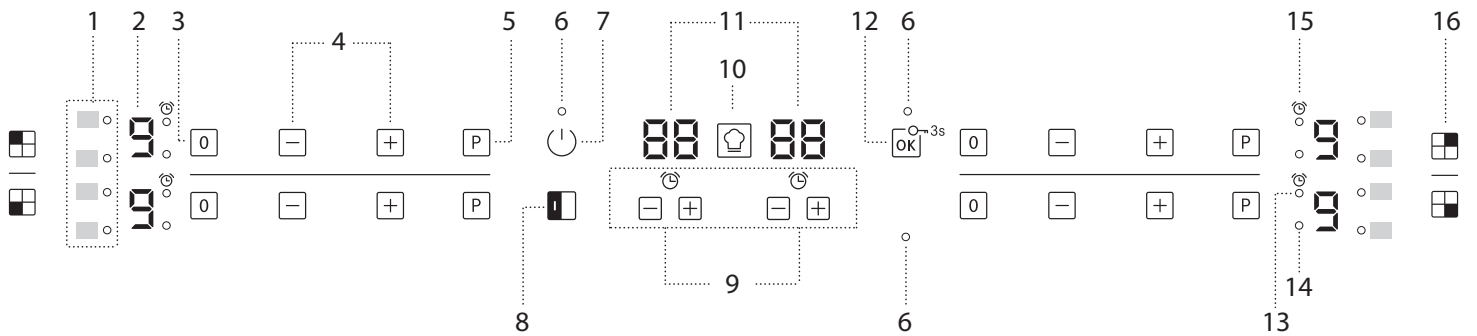 1 2 3 4 5 6 7 11 12 6 15 16
10
9 0 − + P 88 88 3s OK 0 − + P 9
9 0 − + P − + − + 0 − + P 9
8 9 6 13 14